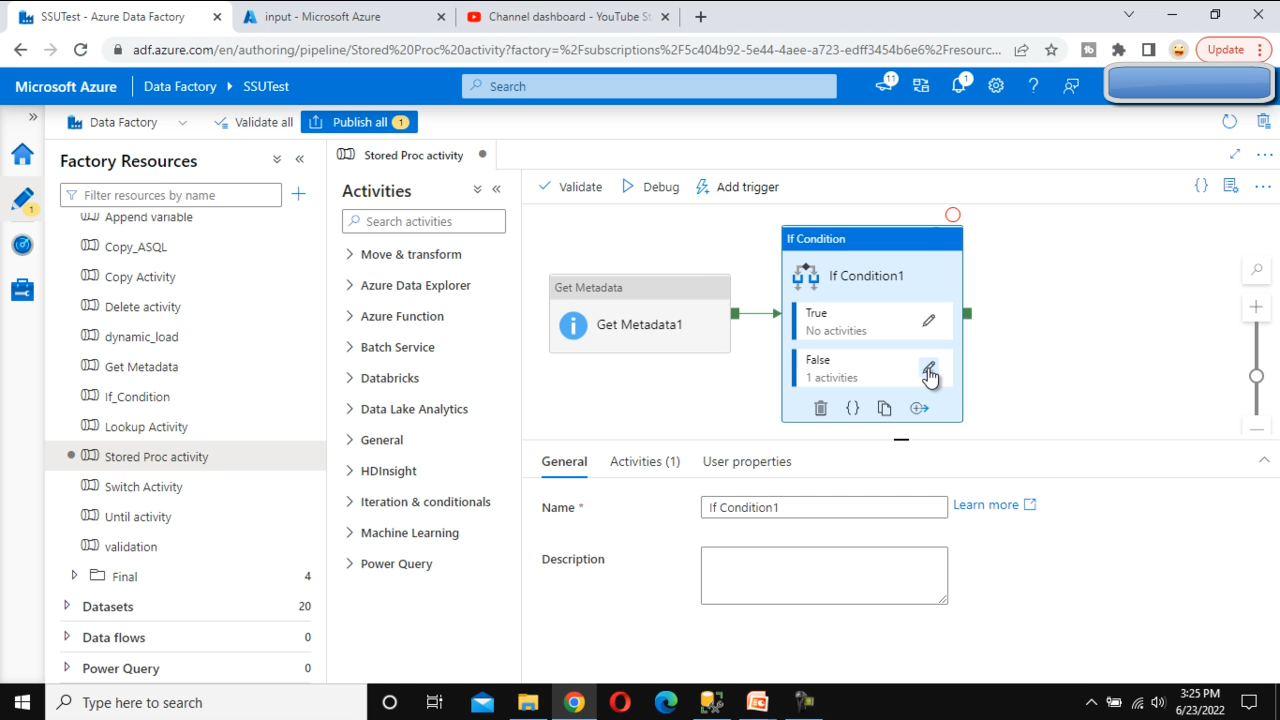 SSUTest - Azure Data Factory
input - Microsoft Azure
Channel dashboard - YouTube St
adf.azure.com/en/authoring/pipeline/Stored%20Proc%20activity?factory=%2Fsubscriptions%2F5c404b92-5e44-4aee-a723-edff3454b6e6%2Fresourc...
Update
Microsoft Azure
Data Factory
SSUTest
Search
11
1
Data Factory
Validate all
Publish all
1
Factory Resources
Filter resources by name
1
Append variable
Copy_ASQL
Copy Activity
Delete activity
dynamic_load
Get Metadata
If_Condition
Lookup Activity
Stored Proc activity
Switch Activity
Until activity
validation
Final 4
Datasets 20
Data flows 0
Power Query 0
Stored Proc activity
Activities
Search activities
Move & transform
Azure Data Explorer
Azure Function
Batch Service
Databricks
Data Lake Analytics
General
HDInsight
Iteration & conditionals
Machine Learning
Power Query
Validate
Debug
Add trigger
Get Metadata
Get Metadata1
If Condition
If Condition1
True
No activities
False
1 activities
General
Activities (1)
User properties
Name *
If Condition1
Learn more
Description
Type here to search
3:25 PM
6/23/2022